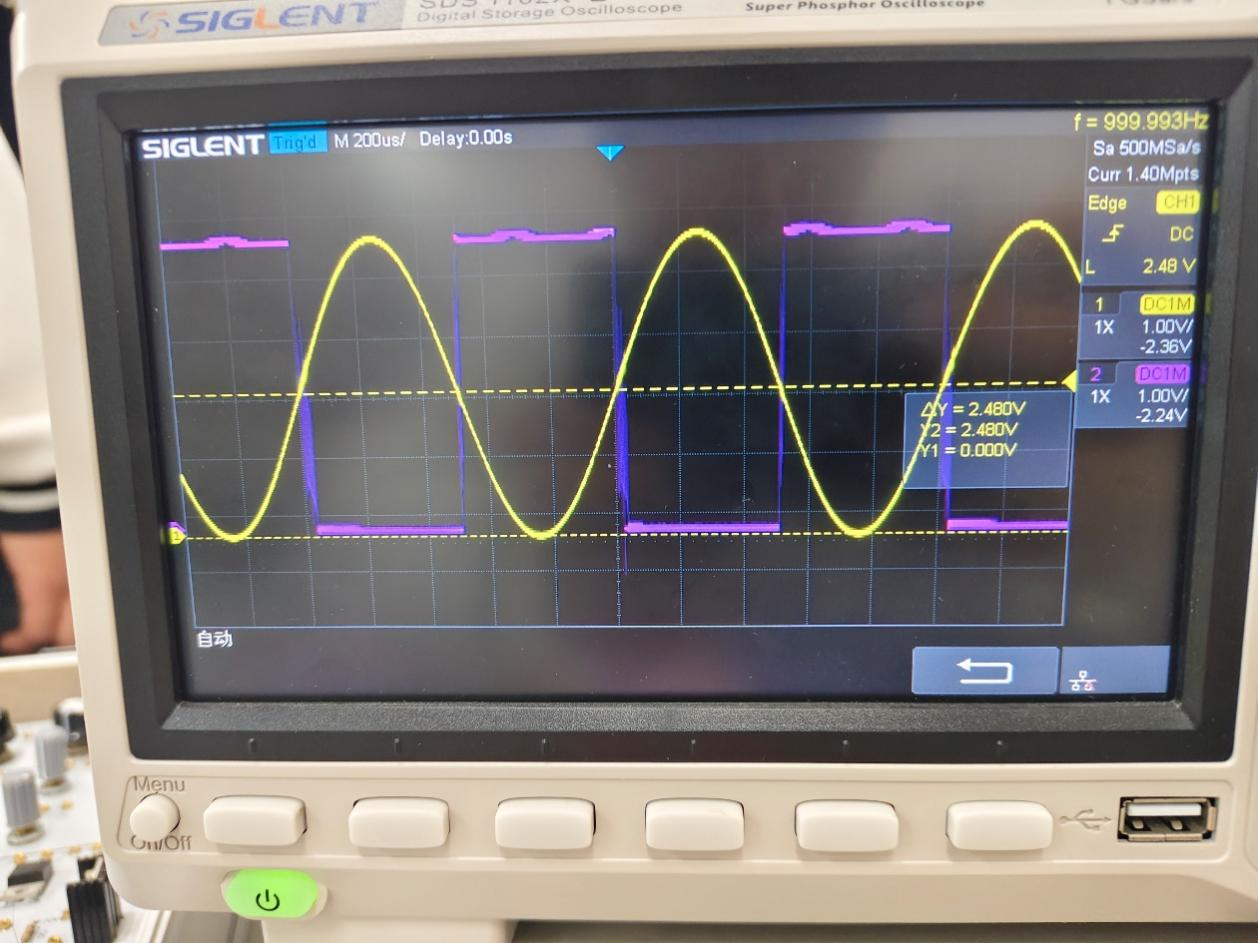 SIGLENT
Digital Storage Oscilloscope
Super Phosphor Oscilloscope
SIGLENT Trig'd M 200us/ Delay:0.00s
f = 999.993Hz
Sa 500MSa/s
Curr 1.40Mpts
Edge CH1
DC
L 2.48 V
1 DC1M
1X 1.00V/
-2.36V
2 DC1M
1X 1.00V/
-2.24V
ΔY = 2.480V
Y2 = 2.480V
Y1 = 0.000V
1
自动
Menu
On/Off